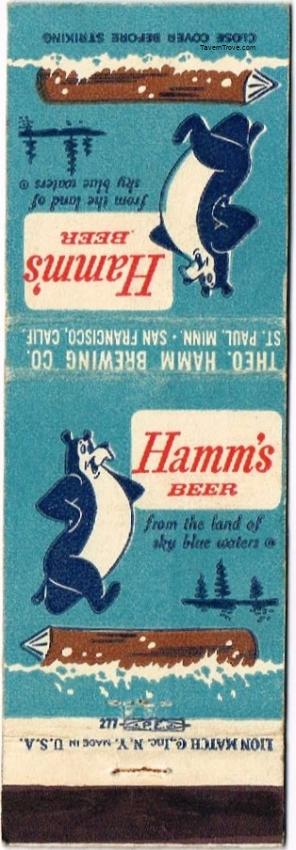 TavernTrove.com
CLOSE COVER BEFORE STRIKING
Hamm's
BEER
from the land of
sky blue waters ®
THEO. HAMM BREWING CO.
ST. PAUL, MINN. • SAN FRANCISCO, CALIF.
Hamm's
BEER
from the land of
sky blue waters ®
LION MATCH Co., Inc. N.Y. MADE IN U.S.A.